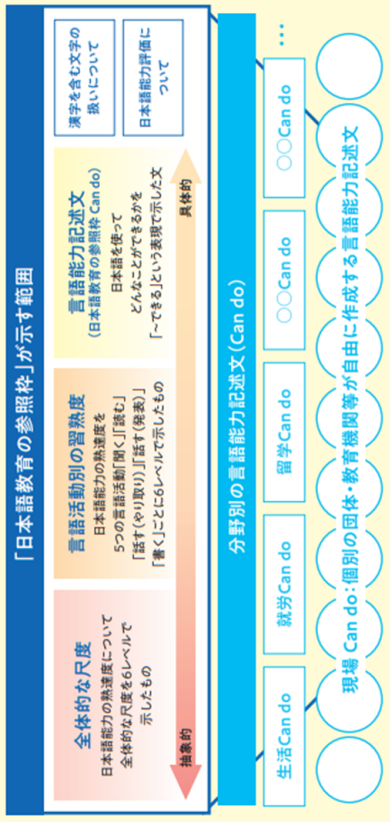 「日本語教育の参照枠」が示す範囲
全体的な尺度
日本語能力の熟達度について
全体的な尺度を6レベルで
示したもの
言語活動別の習熟度
日本語能力の熟達度を
5つの言語活動「聞く」「読む」
「話す（やり取り）」「話す（発表）」
「書く」ごとに6レベルで示したもの
言語能力記述文
（日本語教育の参照枠 Can do）
日本語を使って
どんなことができるかを
「～できる」という表現で示した文
漢字を含む文字の
扱いについて
日本語能力評価に
ついて
抽象的
具体的
分野別の言語能力記述文（Can do）
生活Can do
就労Can do
留学Can do
○○Can do
○○Can do
…
現場 Can do：個別の団体・教育機関等が自由に作成する言語能力記述文